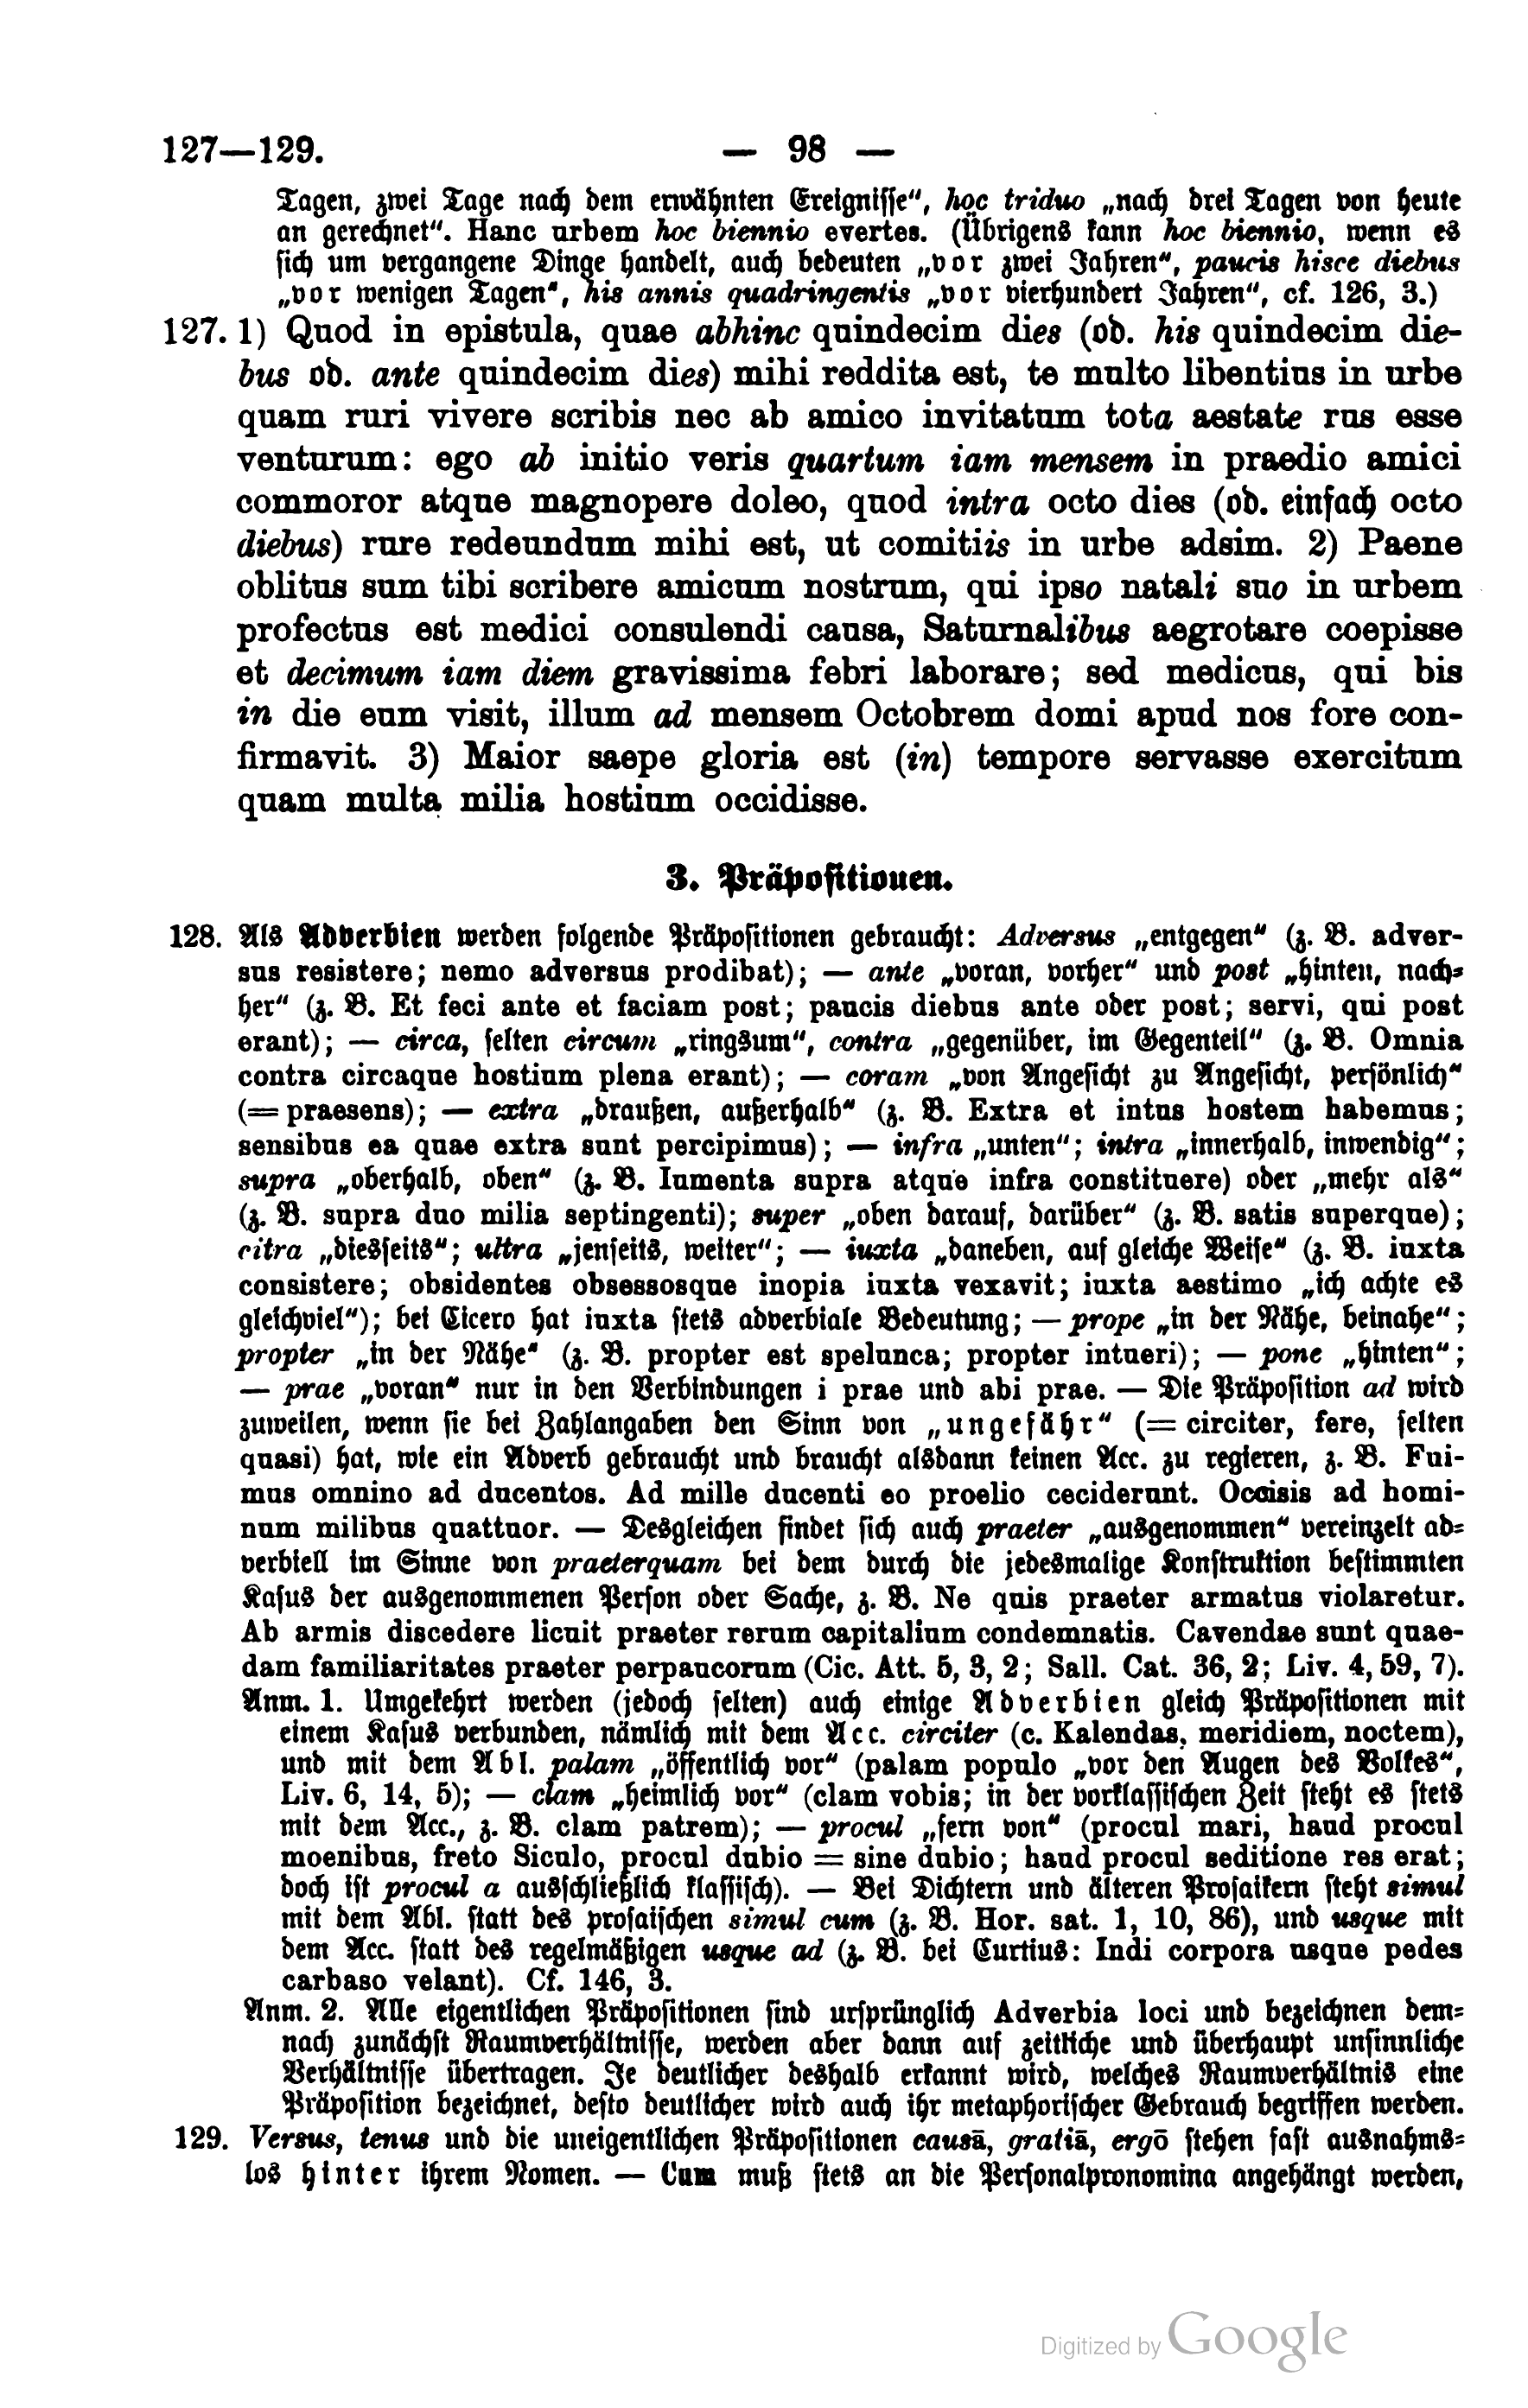 127—129. — 98 —
Tagen, zwei Tage nach dem erwähnten Ereignisse“, hoc triduo „nach drei Tagen von heute
an gerechnet“. Hanc urbem hoc biennio evertes. (Übrigens kann hoc biennio, wenn es
sich um vergangene Dinge handelt, auch bedeuten „vor zwei Jahren“, paucis hisce diebus
„vor wenigen Tagen“, his annis quadringentis „vor vierhundert Jahren“, cf. 126, 3.)
127. 1) Quod in epistula, quae abhinc quindecim dies (od. his quindecim die-
bus od. ante quindecim dies) mihi reddita est, te multo libentius in urbe
quam ruri vivere scribis nec ab amico invitatum tota aestate rus esse
venturum: ego ab initio veris quartum iam mensem in praedio amici
commoror atque magnopere doleo, quod intra octo dies (od. einfach octo
diebus) rure redeundum mihi est, ut comitiis in urbe adsim. 2) Paene
oblitus sum tibi scribere amicum nostrum, qui ipso natali suo in urbem
profectus est medici consulendi causa, Saturnalibus aegrotare coepisse
et decimum iam diem gravissima febri laborare; sed medicus, qui bis
in die eum visit, illum ad mensem Octobrem domi apud nos fore con-
firmavit. 3) Maior saepe gloria est (in) tempore servasse exercitum
quam multa milia hostium occidisse.
3. Präpositionen.
128. Als Adverbien werden folgende Präpositionen gebraucht: Adversus „entgegen“ (z. B. adver-
sus resistere; nemo adversus prodibat); — ante „voran, vorher“ und post „hinten, nach-
her“ (z. B. Et feci ante et faciam post; paucis diebus ante oder post; servi, qui post
erant); — circa, selten circum „ringsum“, contra „gegenüber, im Gegenteil“ (z. B. Omnia
contra circaque hostium plena erant); — coram „von Angesicht zu Angesicht, persönlich“
(= praesens); — extra „draußen, außerhalb“ (z. B. Extra et intus hostem habemus;
sensibus ea quae extra sunt percipimus); — infra „unten“; intra „innerhalb, inwendig“;
supra „oberhalb, oben“ (z. B. Iumenta supra atque infra constituere) oder „mehr als“
(z. B. supra duo milia septingenti); super „oben darauf, darüber“ (z. B. satis superque);
citra „diesseits“; ultra „jenseits, weiter“; — iuxta „daneben, auf gleiche Weise“ (z. B. iuxta
consistere; obsidentes obsessosque inopia iuxta vexavit; iuxta aestimo „ich achte es
gleichviel“); bei Cicero hat iuxta stets adverbiale Bedeutung; — prope „in der Nähe, beinahe“;
propter „in der Nähe“ (z. B. propter est spelunca; propter intueri); — pone „hinten“;
— prae „voran“ nur in den Verbindungen i prae und abi prae. — Die Präposition ad wird
zuweilen, wenn sie bei Zahlangaben den Sinn von „ungefähr“ (= circiter, fere, selten
quasi) hat, wie ein Adverb gebraucht und braucht alsdann keinen Acc. zu regieren, z. B. Fui-
mus omnino ad ducentos. Ad mille ducenti eo proelio ceciderunt. Occisis ad homi-
num milibus quattuor. — Desgleichen findet sich auch praeter „ausgenommen“ vereinzelt ad-
verbiell im Sinne von praeterquam bei dem durch die jedesmalige Konstruktion bestimmten
Kasus der ausgenommenen Person oder Sache, z. B. Ne quis praeter armatus violaretur.
Ab armis discedere licuit praeter rerum capitalium condemnatis. Cavendae sunt quae-
dam familiaritates praeter perpaucorum (Cic. Att. 5, 3, 2; Sall. Cat. 36, 2; Liv. 4, 59, 7).
Anm. 1. Umgekehrt werden (jedoch selten) auch einige Adverbien gleich Präpositionen mit
einem Kasus verbunden, nämlich mit dem Acc. circiter (c. Kalendas, meridiem, noctem),
und mit dem Abl. palam „öffentlich vor“ (palam populo „vor den Augen des Volkes“,
Liv. 6, 14, 5); — clam „heimlich vor“ (clam vobis; in der vorklassischen Zeit steht es stets
mit dem Acc., z. B. clam patrem); — procul „fern von“ (procul mari, haud procul
moenibus, freto Siculo, procul dubio = sine dubio; haud procul seditione res erat;
doch ist procul a ausschließlich klassisch). — Bei Dichtern und älteren Prosaikern steht simul
mit dem Abl. statt des prosaischen simul cum (z. B. Hor. sat. 1, 10, 86), und usque mit
dem Acc. statt des regelmäßigen usque ad (z. B. bei Curtius: Indi corpora usque pedes
carbaso velant). Cf. 146, 3.
Anm. 2. Alle eigentlichen Präpositionen sind ursprünglich Adverbia loci und bezeichnen dem-
nach zunächst Raumverhältnisse, werden aber dann auf zeitliche und überhaupt unsinnliche
Verhältnisse übertragen. Je deutlicher deshalb erkannt wird, welches Raumverhältnis eine
Präposition bezeichnet, desto deutlicher wird auch ihr metaphorischer Gebrauch begriffen werden.
129. Versus, tenus und die uneigentlichen Präpositionen causā, gratiā, ergō stehen fast ausnahms-
los hinter ihrem Nomen. — Cum muß stets an die Personalpronomina angehängt werden,
Digitized by Google